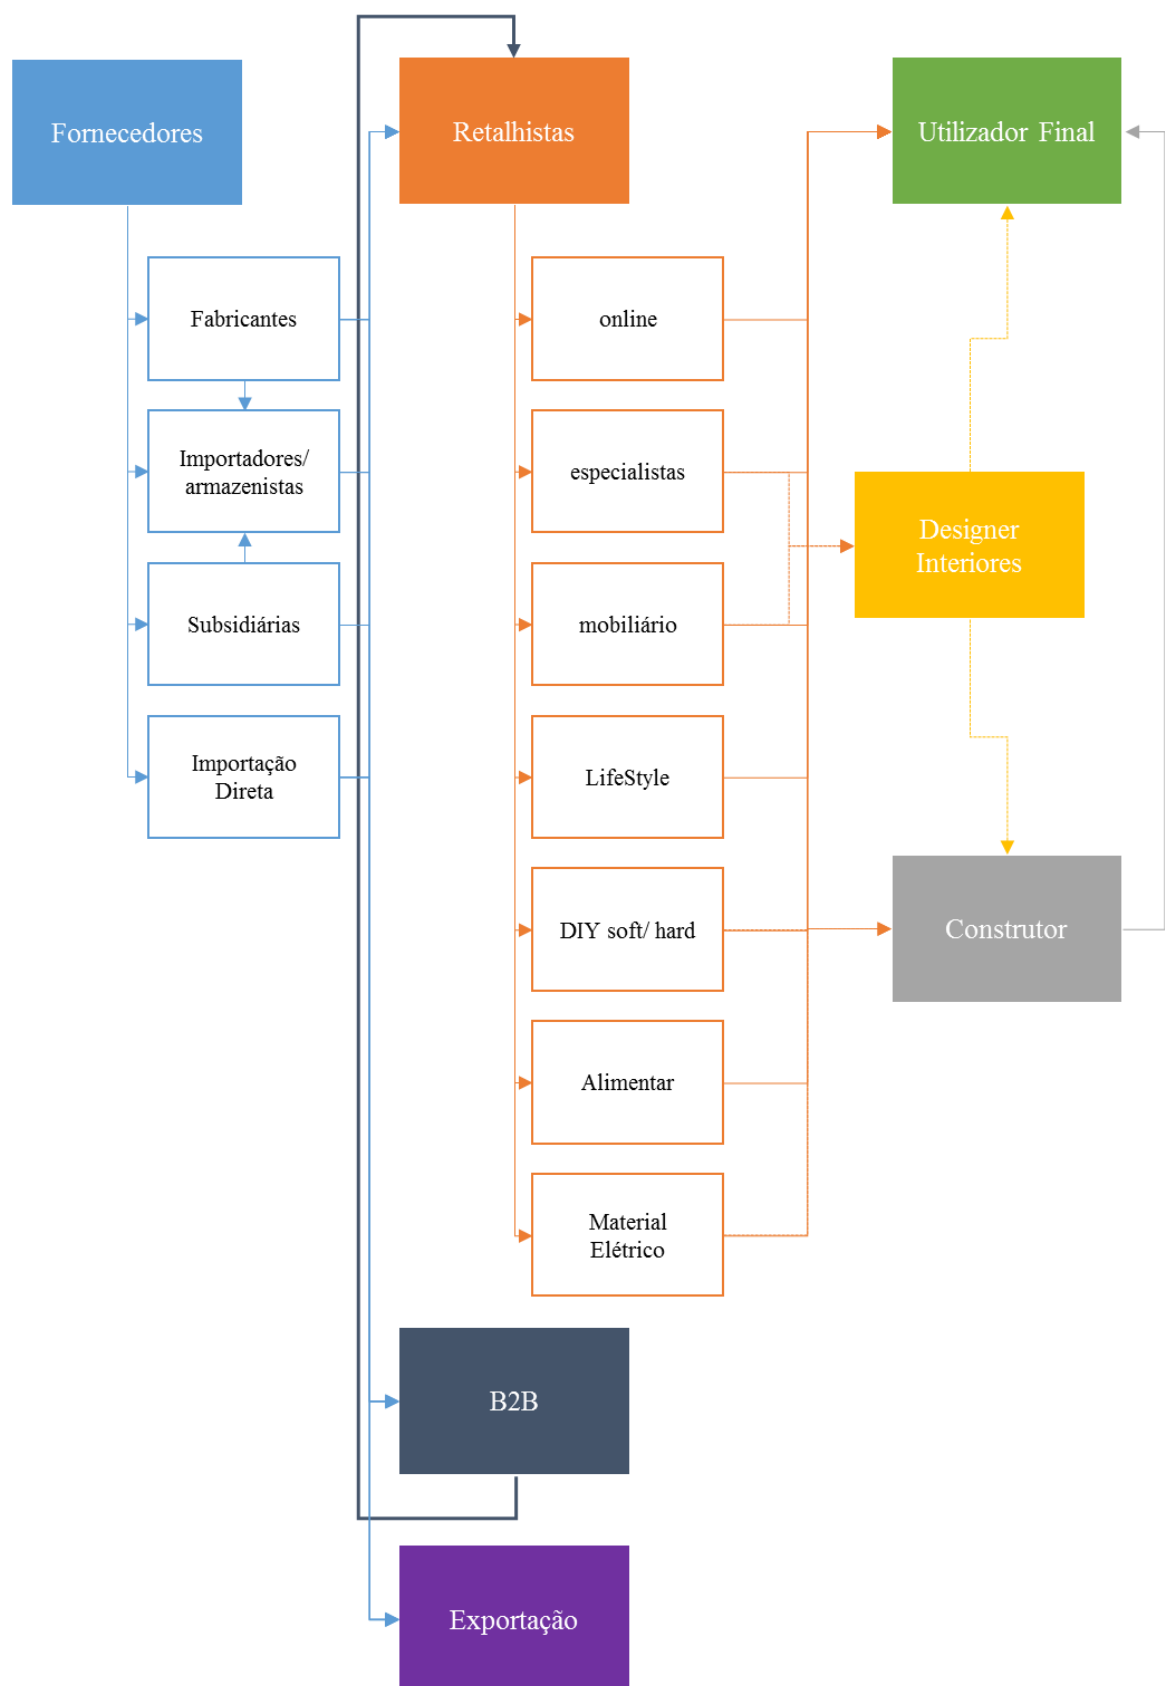 Fornecedores
Retalhistas
Utilizador Final
Fabricantes
Importadores/
armazenistas
Subsidiárias
Importação
Direta
online
especialistas
mobiliário
LifeStyle
DIY soft/ hard
Alimentar
Material
Elétrico
Designer
Interiores
Construtor
B2B
Exportação